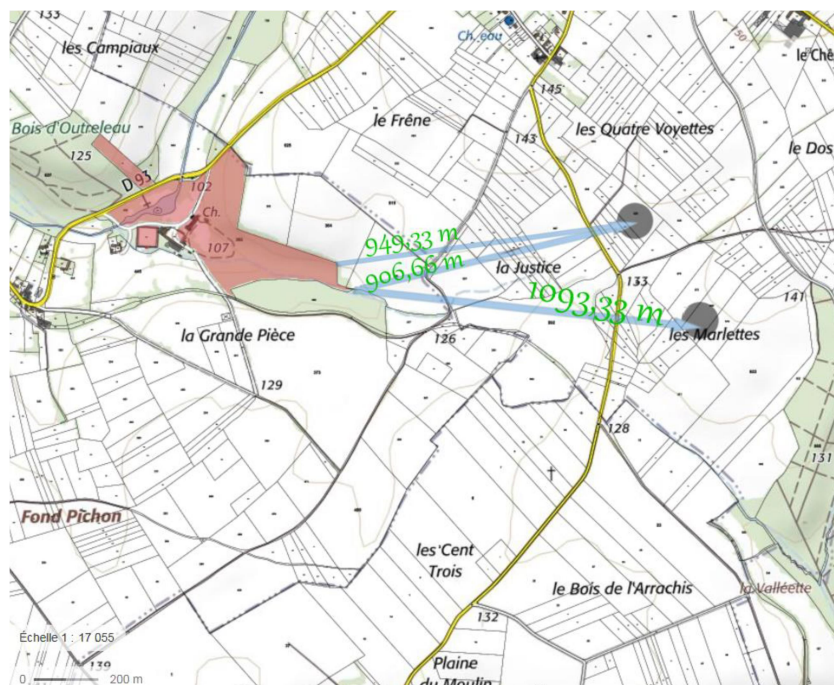 133
les Campiaux
Ch. eau
50
le Chê
145
Bois d'Outreleau
le Frêne
143
les Quatre Voyettes
125
le Dos
D 93
102
Ch.
107
949,33 m
906,66 m
la Justice
133
1093,33 m
141
la Grande Pièce
126
les Marlettes
129
128
131
Fond Pichon
les Cent
Trois
le Bois de l'Arrachis
la Valléette
132
Échelle 1 : 17 055
139
Plaine
du Moulin
0
200 m